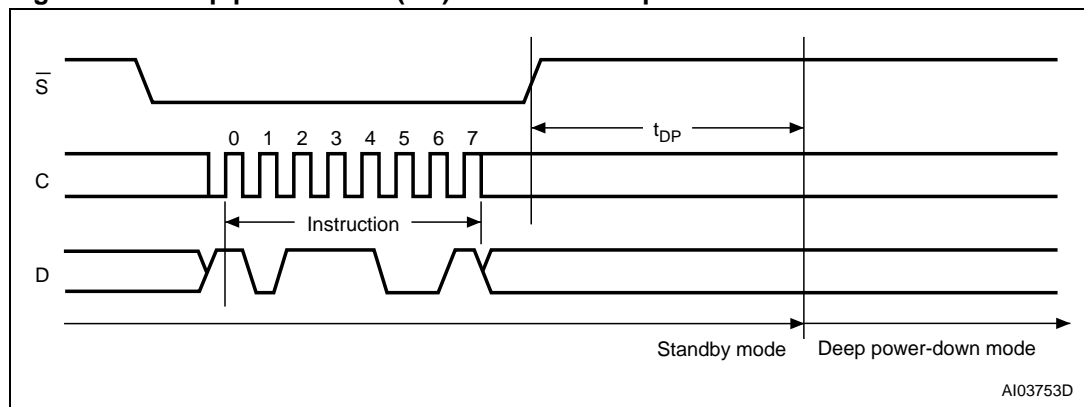 S
0 1 2 3 4 5 6 7
tDP
C
Instruction
D
Standby mode Deep power-down mode
AI03753D